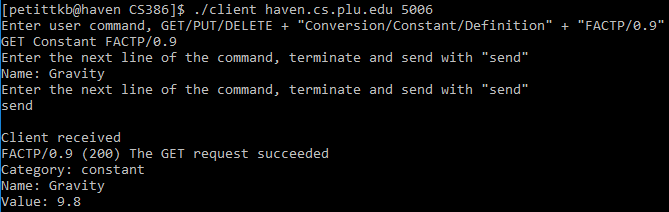 [petittkb@haven CS386]$ ./client haven.cs.plu.edu 5006
Enter user command, GET/PUT/DELETE + "Conversion/Constant/Definition" + "FACTP/0.9"
GET Constant FACTP/0.9
Enter the next line of the command, terminate and send with "send"
Name: Gravity
Enter the next line of the command, terminate and send with "send"
send
Client received
FACTP/0.9 (200) The GET request succeeded
Category: constant
Name: Gravity
Value: 9.8